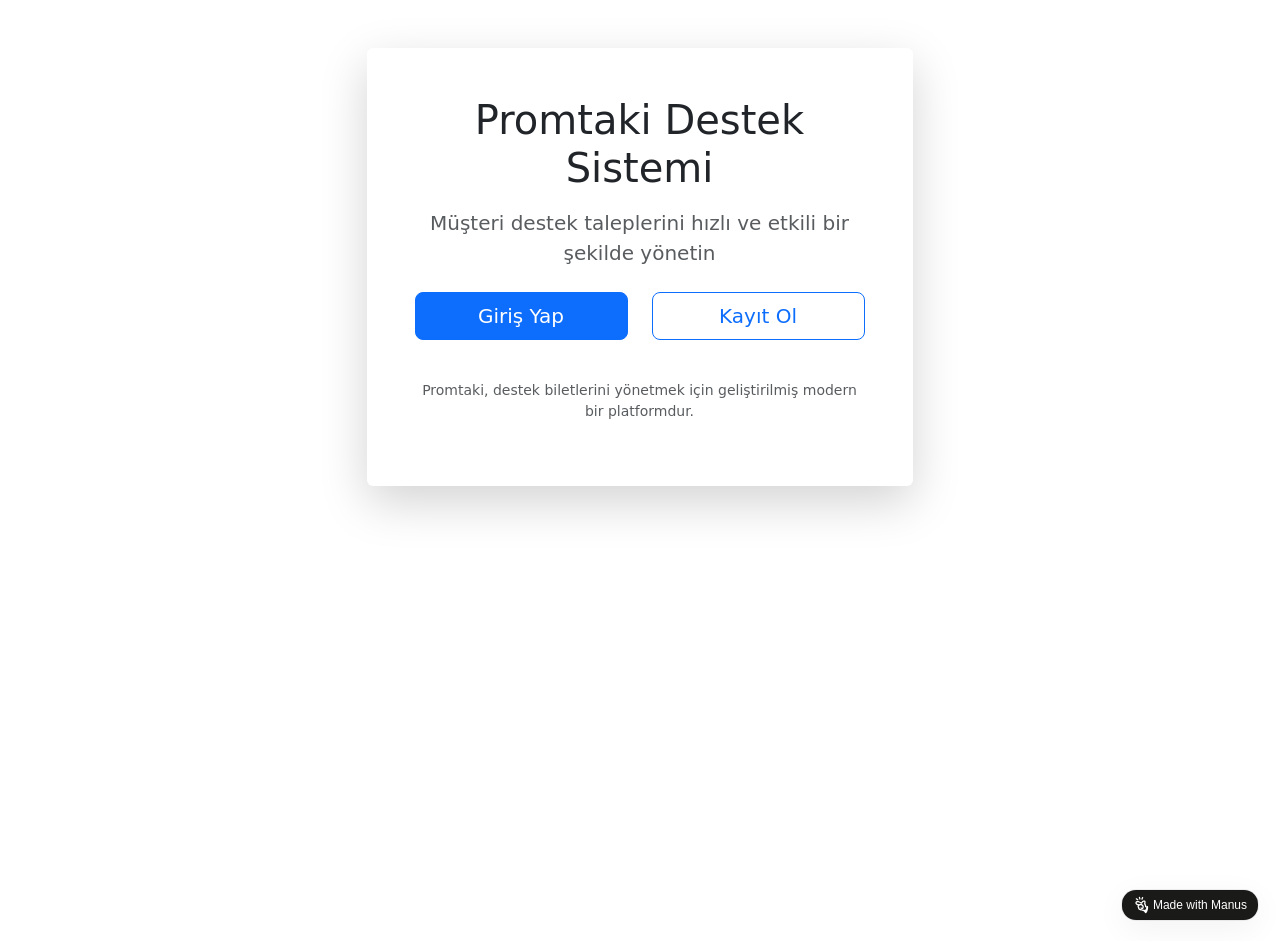 Promtaki Destek
Sistemi
Müşteri destek taleplerini hızlı ve etkili bir
şekilde yönetin
Giriş Yap
Kayıt Ol
Promtaki, destek biletlerini yönetmek için geliştirilmiş modern
bir platformdur.
Made with Manus